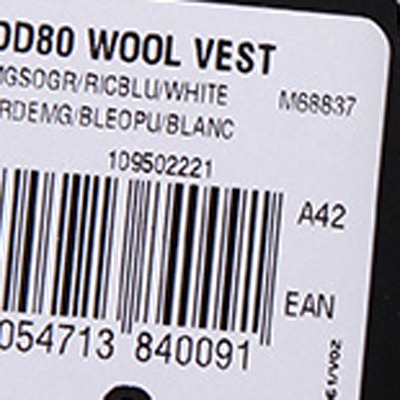 DD80 WOOL VEST
MGSOGR/RICBLU/WHITE M68837
RDEMG/BLEOPU/BLANC
109502221
A42
EAN
054713 840091